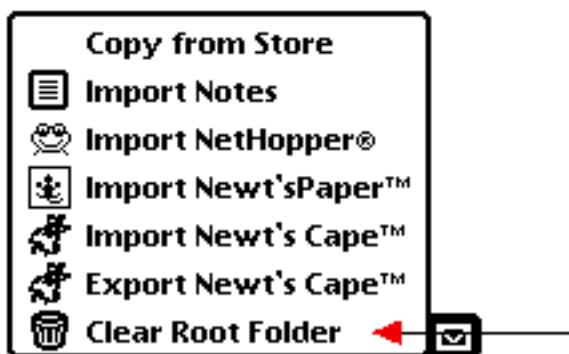 Copy from Store
Import Notes
Import NetHopper®
Import Newt'sPaper™
Import Newt's Cape™
Export Newt's Cape™
Clear Root Folder